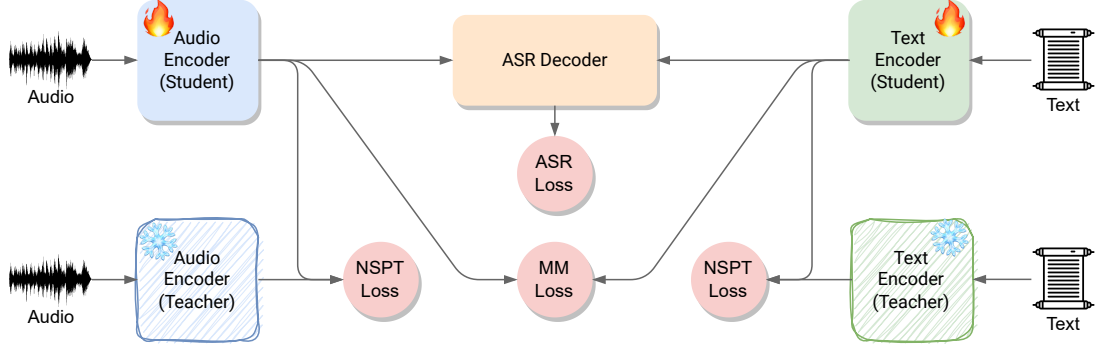 Audio
Audio
Encoder
(Student)
ASR Decoder
Text
Encoder
(Student)
Text
ASR
Loss
Audio
Audio
Encoder
(Teacher)
NSPT
Loss
MM
Loss
NSPT
Loss
Text
Encoder
(Teacher)
Text